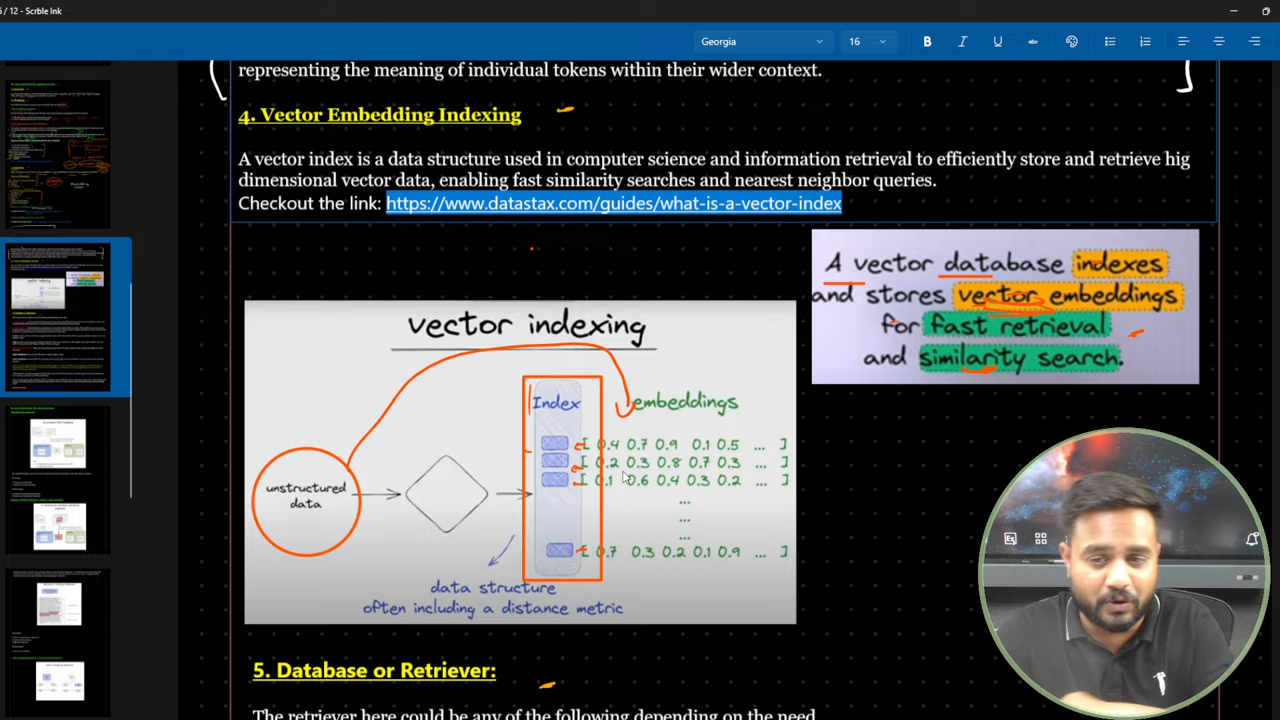 / 12 - Scrble Ink
Georgia
16
B
I
U
abc
representing the meaning of individual tokens within their wider context.
4. Vector Embedding Indexing
A vector index is a data structure used in computer science and information retrieval to efficiently store and retrieve hig
dimensional vector data, enabling fast similarity searches and nearest neighbor queries.
Checkout the link: https://www.datastax.com/guides/what-is-a-vector-index
A vector database indexes
and stores vector embeddings
for fast retrieval
and similarity search.
vector indexing
Index
embeddings
[ 0.4 0.7 0.9 0.1 0.5 ... ]
[ 0.2 0.3 0.8 0.7 0.3 ... ]
[ 0.1 0.6 0.4 0.3 0.2 ... ]
...
...
...
[ 0.7 0.3 0.2 0.1 0.9 ... ]
unstructured
data
data structure
often including a distance metric
5. Database or Retriever:
The retriever here could be any of the following depending on the need